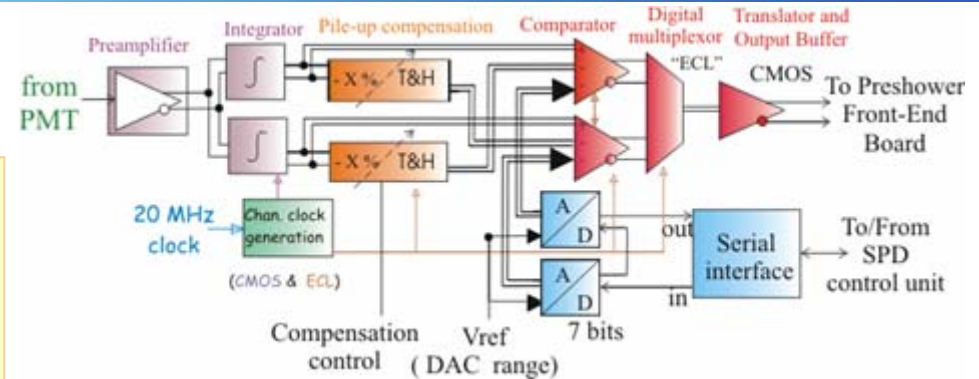 Preamplifier
Integrator
Pile-up compensation
Comparator
Digital
multiplexor
Translator and
Output Buffer
from
PMT
∫
- X %
T&H
"ECL"
CMOS
To Preshower
Front-End
Board
∫
- X %
T&H
20 MHz
clock
Chan. clock
generation
(CMOS & ECL)
A
D
out
Serial
interface
To/From
SPD
control unit
A
D
in
7 bits
Compensation
control
Vref
( DAC range)